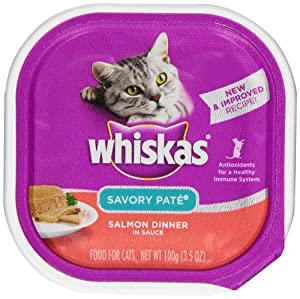 NEW
& IMPROVED
RECIPE!
whiskas®
Antioxidants
for a Healthy
Immune System
SAVORY PATÉ®
SALMON DINNER
IN SAUCE
FOOD FOR CATS, NET WT 100g (3.5 OZ)